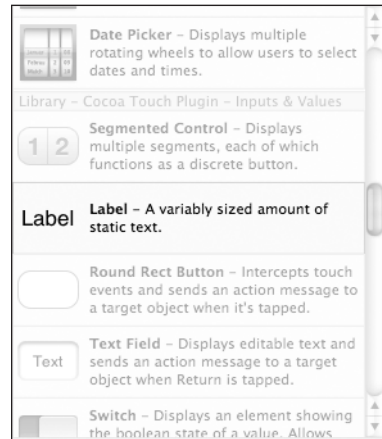 Date Picker – Displays multiple
rotating wheels to allow users to select
dates and times.
Library – Cocoa Touch Plugin – Inputs & Values
1 2
Segmented Control – Displays
multiple segments, each of which
functions as a discrete button.
Label
Label – A variably sized amount of
static text.
Round Rect Button – Intercepts touch
events and sends an action message to
a target object when it's tapped.
Text
Text Field – Displays editable text and
sends an action message to a target
object when Return is tapped.
Switch – Displays an element showing
the boolean state of a value. Allows